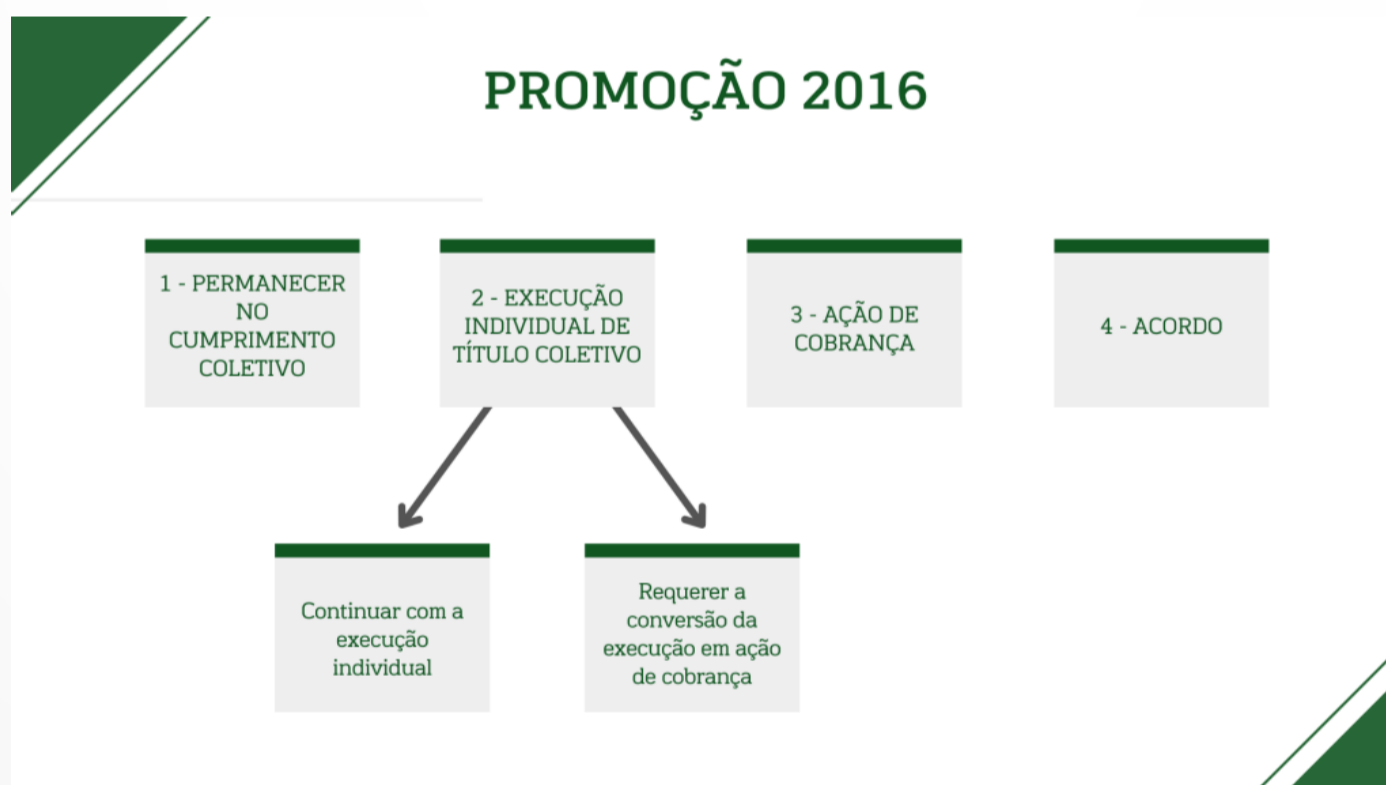 PROMOÇÃO 2016
1 - PERMANECER
NO
CUMPRIMENTO
COLETIVO
2 - EXECUÇÃO
INDIVIDUAL DE
TÍTULO COLETIVO
3 - AÇÃO DE
COBRANÇA
4 - ACORDO
Continuar com a
execução
individual
Requerer a
conversão da
execução em ação
de cobrança